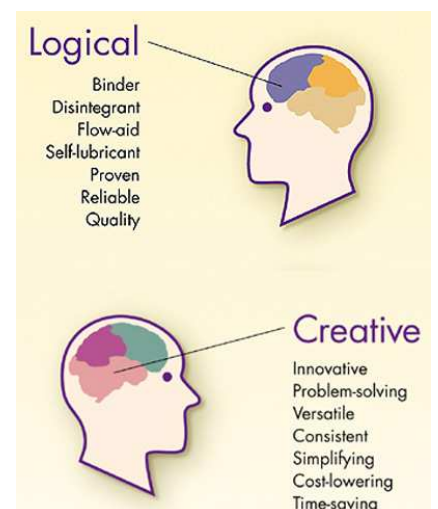 Logical
Binder
Disintegrant
Flow-aid
Self-lubricant
Proven
Reliable
Quality
Creative
Innovative
Problem-solving
Versatile
Consistent
Simplifying
Cost-lowering
Time-saving